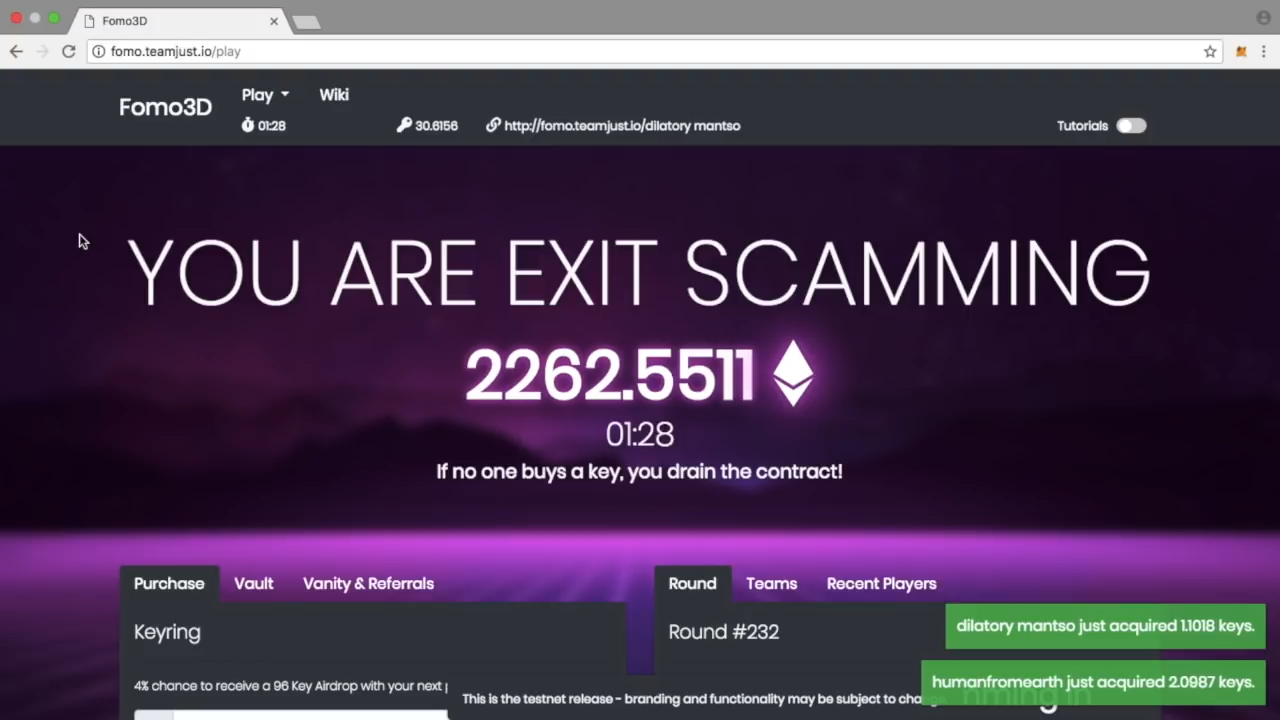 Fomo3D
fomo.teamjust.io/play
Fomo3D
Play
Wiki
01:28
30.6156
http://fomo.teamjust.io/dilatory mantso
Tutorials
YOU ARE EXIT SCAMMING
2262.5511
01:28
If no one buys a key, you drain the contract!
Purchase
Vault
Vanity & Referrals
Round
Teams
Recent Players
Keyring
Round #232
dilatory mantso just acquired 1.1018 keys.
4% chance to receive a 96 Key Airdrop with your next
humanfromearth just acquired 2.0987 keys.
This is the testnet release - branding and functionality may be subject to